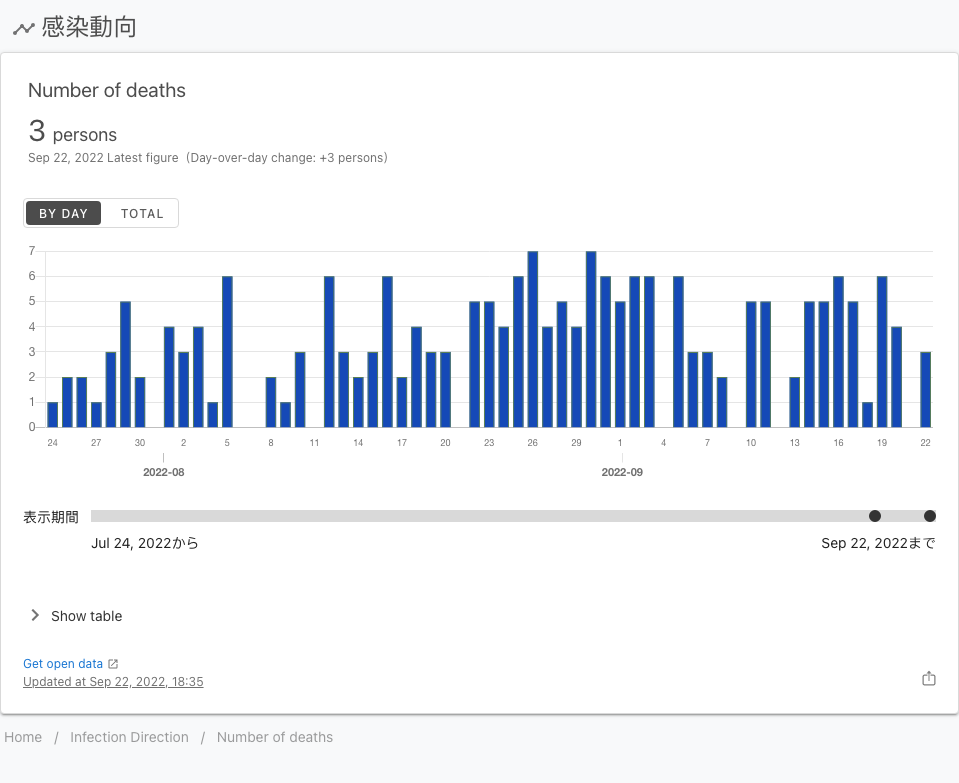 感染動向
Number of deaths
3 persons
Sep 22, 2022 Latest figure (Day-over-day change: +3 persons)
BY DAY TOTAL
7
6
5
4
3
2
1
0
24 27 30 2 5 8 11 14 17 20 23 26 29 1 4 7 10 13 16 19 22
2022-08 2022-09
表示期間
Jul 24, 2022から Sep 22, 2022まで
Show table
Get open data
Updated at Sep 22, 2022, 18:35
Home / Infection Direction / Number of deaths